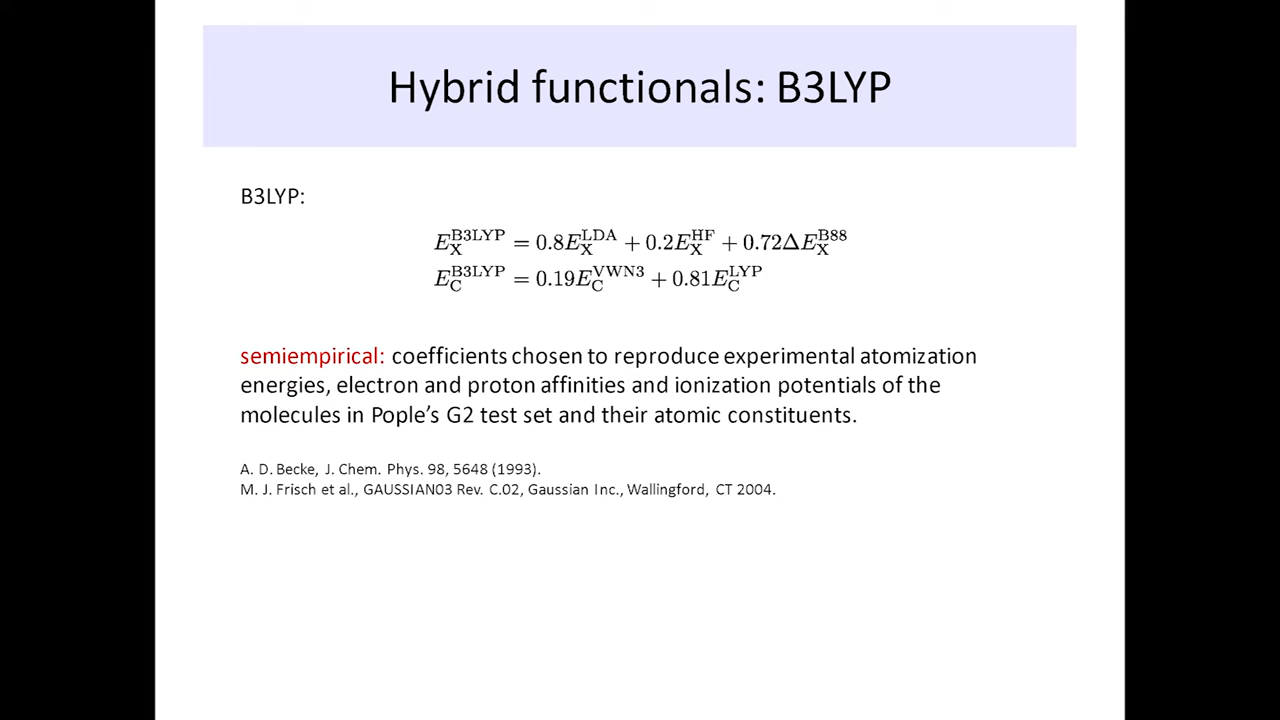 Hybrid functionals: B3LYP
B3LYP:
E_X^B3LYP = 0.8E_X^LDA + 0.2E_X^HF + 0.72ΔE_X^B88
E_C^B3LYP = 0.19E_C^VWN3 + 0.81E_C^LYP
semiempirical: coefficients chosen to reproduce experimental atomization
energies, electron and proton affinities and ionization potentials of the
molecules in Pople’s G2 test set and their atomic constituents.
A. D. Becke, J. Chem. Phys. 98, 5648 (1993).
M. J. Frisch et al., GAUSSIAN03 Rev. C.02, Gaussian Inc., Wallingford, CT 2004.